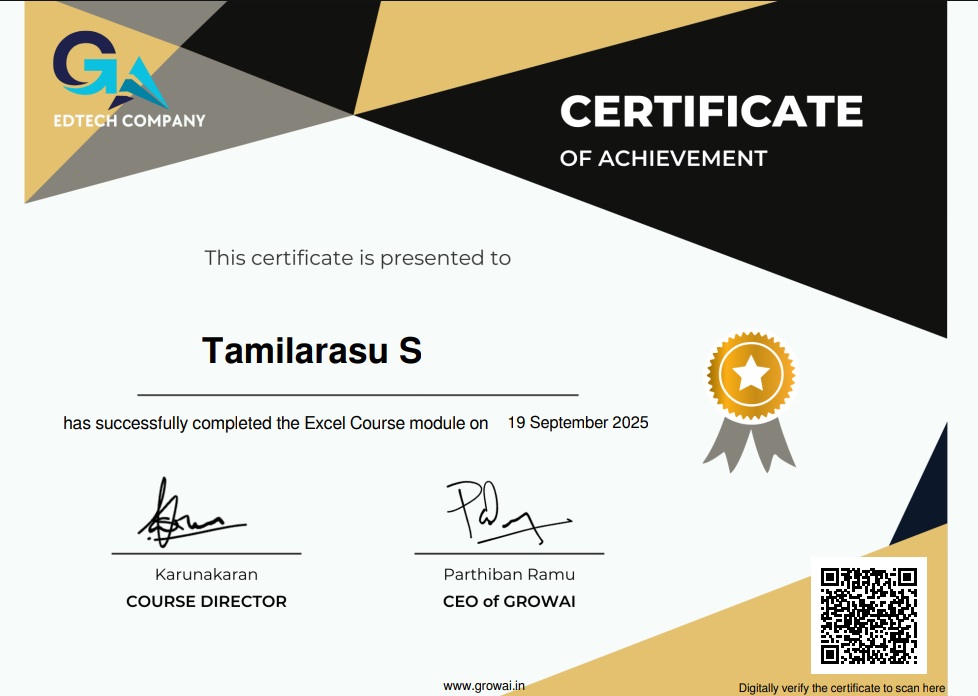 GA
EDTECH COMPANY
CERTIFICATE
OF ACHIEVEMENT
This certificate is presented to
Tamilarasu S
has successfully completed the Excel Course module on 19 September 2025
Karunakaran
COURSE DIRECTOR
Parthiban Ramu
CEO of GROWAI
www.growai.in
Digitally verify the certificate to scan here